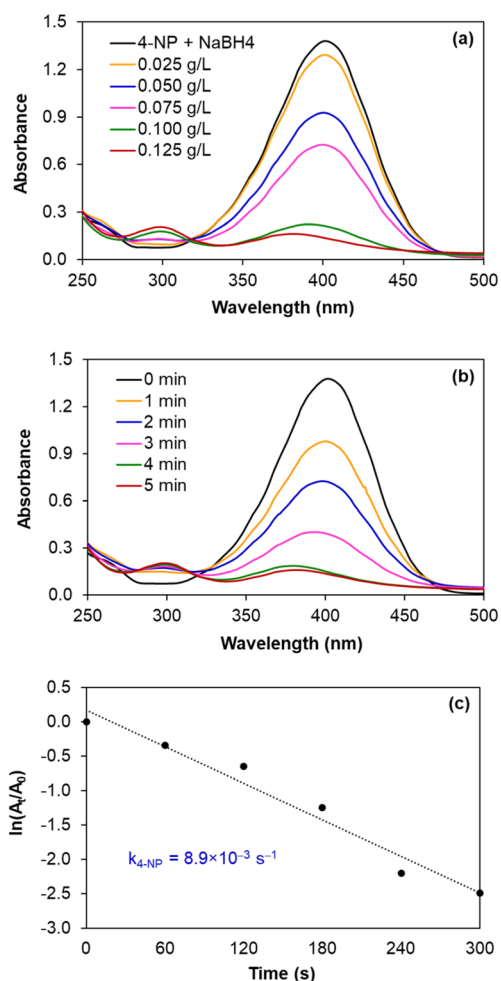 (a)
4-NP + NaBH4
0.025 g/L
0.050 g/L
0.075 g/L
0.100 g/L
0.125 g/L
Absorbance
1.5
1.2
0.9
0.6
0.3
0.0
250 300 350 400 450 500
Wavelength (nm)
(b)
0 min
1 min
2 min
3 min
4 min
5 min
Absorbance
1.5
1.2
0.9
0.6
0.3
0.0
250 300 350 400 450 500
Wavelength (nm)
(c)
ln(At/A0)
0.5
0.0
-0.5
-1.0
-1.5
-2.0
-2.5
-3.0
k4-NP = 8.9×10⁻³ s⁻¹
0 60 120 180 240 300
Time (s)